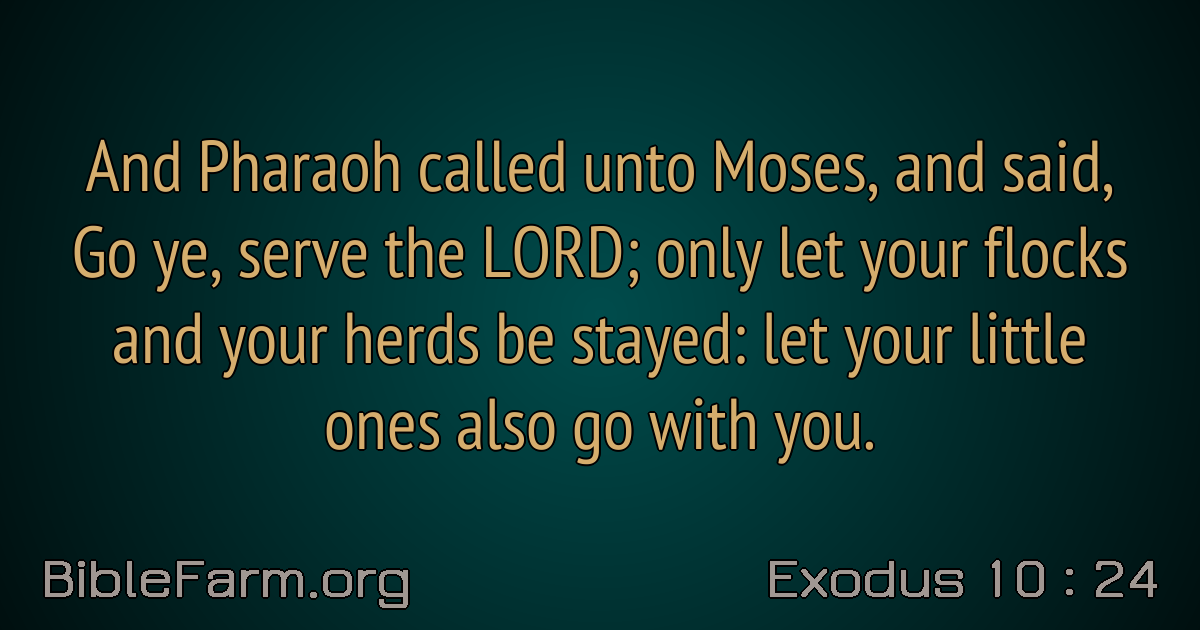 And Pharaoh called unto Moses, and said,
Go ye, serve the LORD; only let your flocks
and your herds be stayed: let your little
ones also go with you.
BibleFarm.org
Exodus 10 : 24